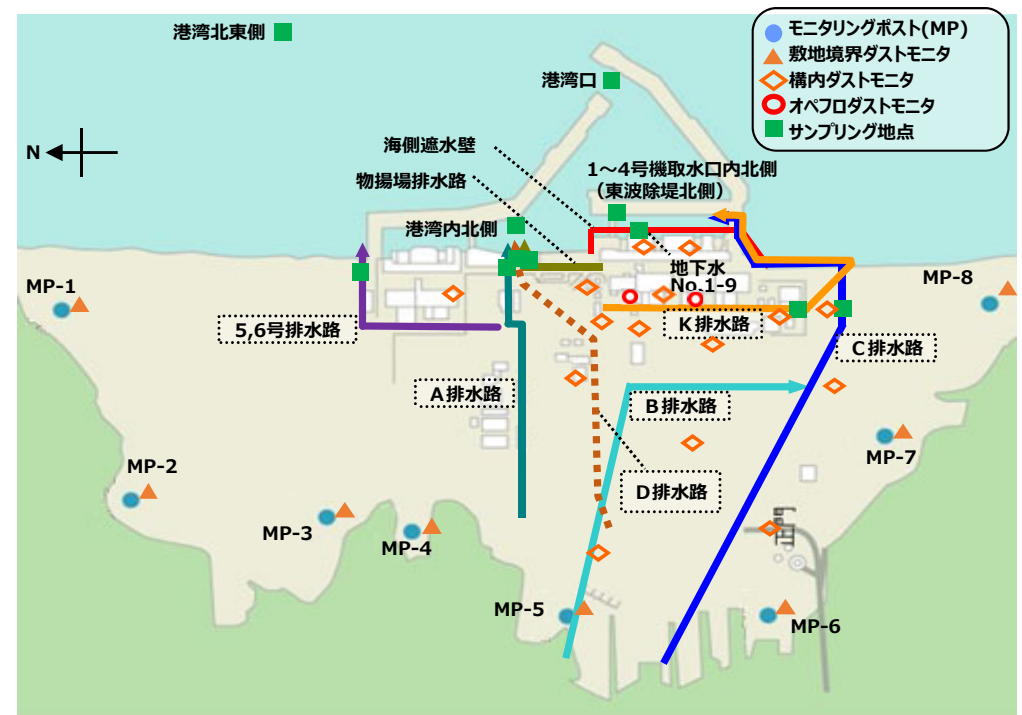 港湾北東側
モニタリングポスト(MP)
敷地境界ダストモニタ
構内ダストモニタ
オペフロダストモニタ
サンプリング地点
港湾口
N
海側遮水壁
物揚場排水路
1～4号機取水口内北側
（東波除堤北側）
港湾内北側
地下水
No.1-9
MP-1
MP-8
5,6号排水路
K排水路
C排水路
A排水路
B排水路
D排水路
MP-7
MP-2
MP-3
MP-4
正門
MP-5
MP-6